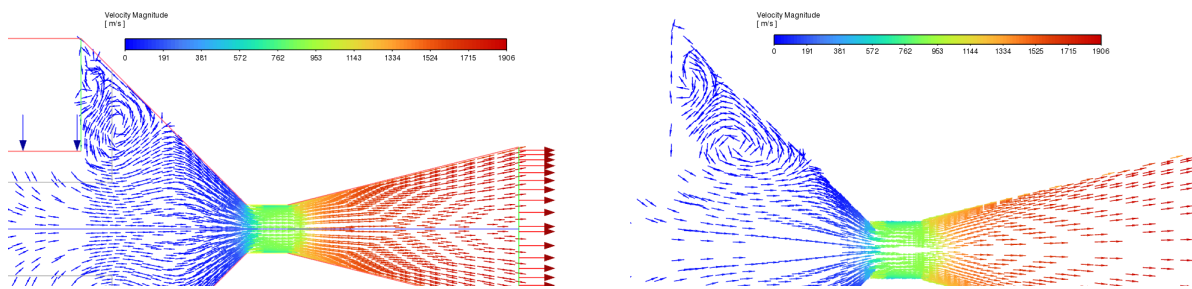 Velocity Magnitude
[ m/s ]
0 191 381 572 762 953 1143 1334 1524 1715 1906
Velocity Magnitude
[ m/s ]
0 191 381 572 763 953 1144 1334 1525 1715 1906